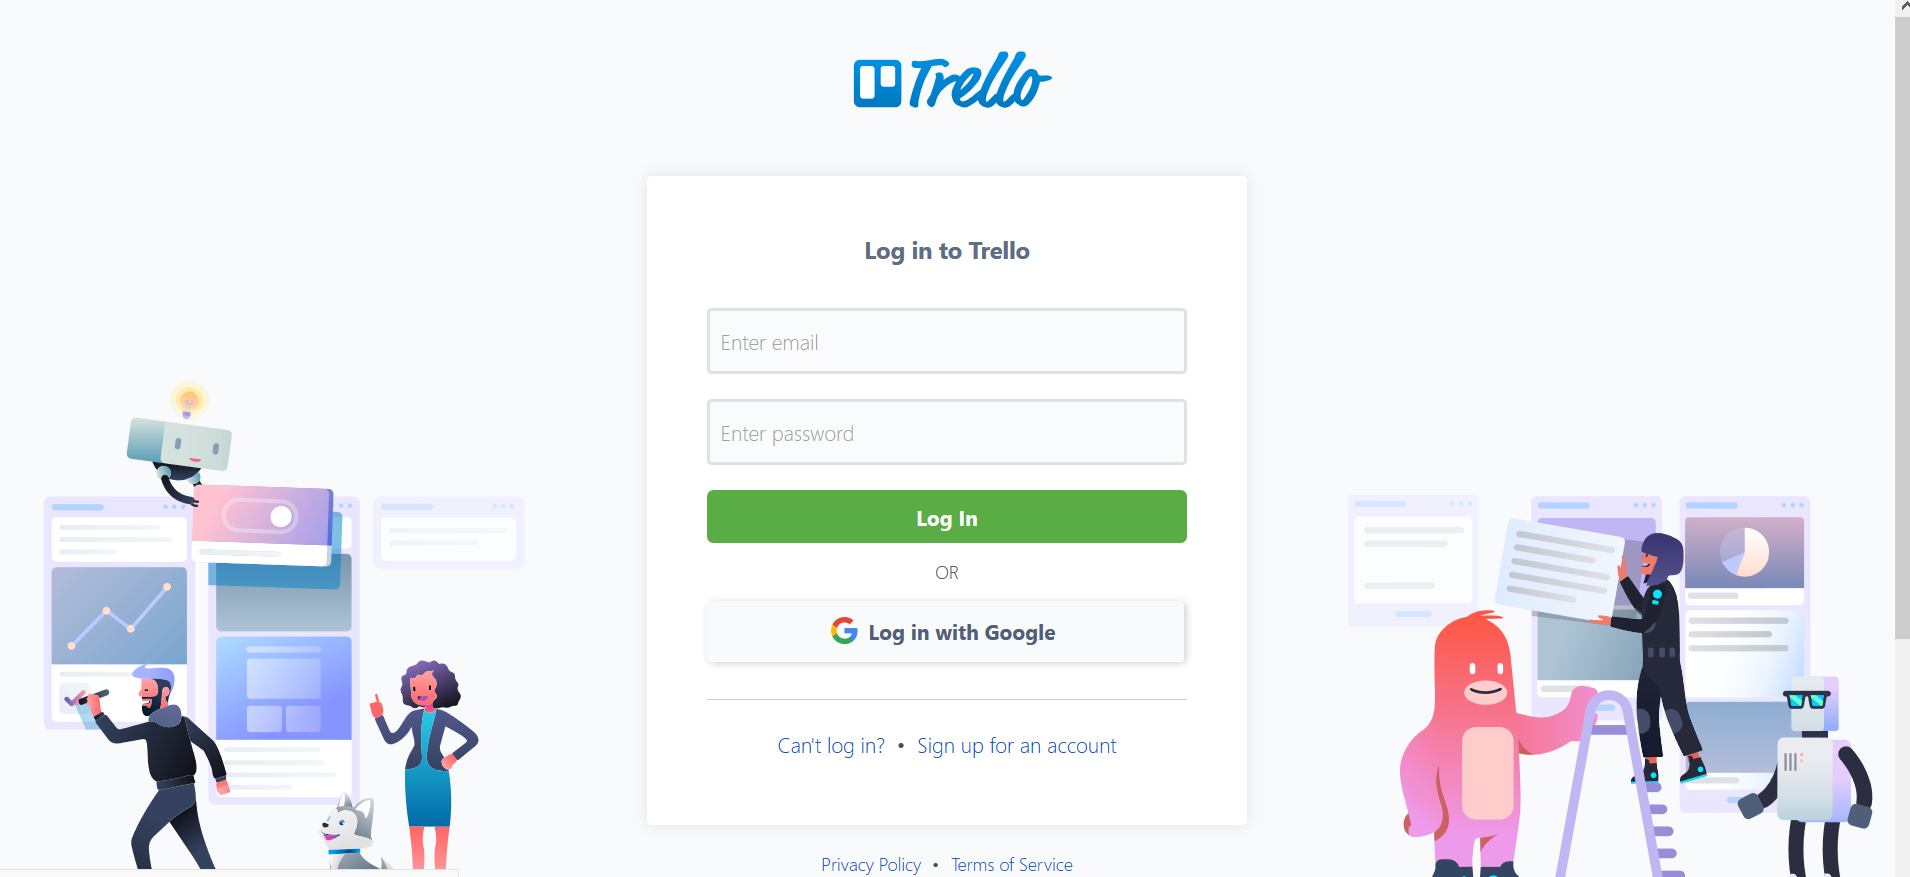 Trello
Log in to Trello
Enter email
Enter password
Log In
OR
Log in with Google
Can't log in? • Sign up for an account
Privacy Policy • Terms of Service